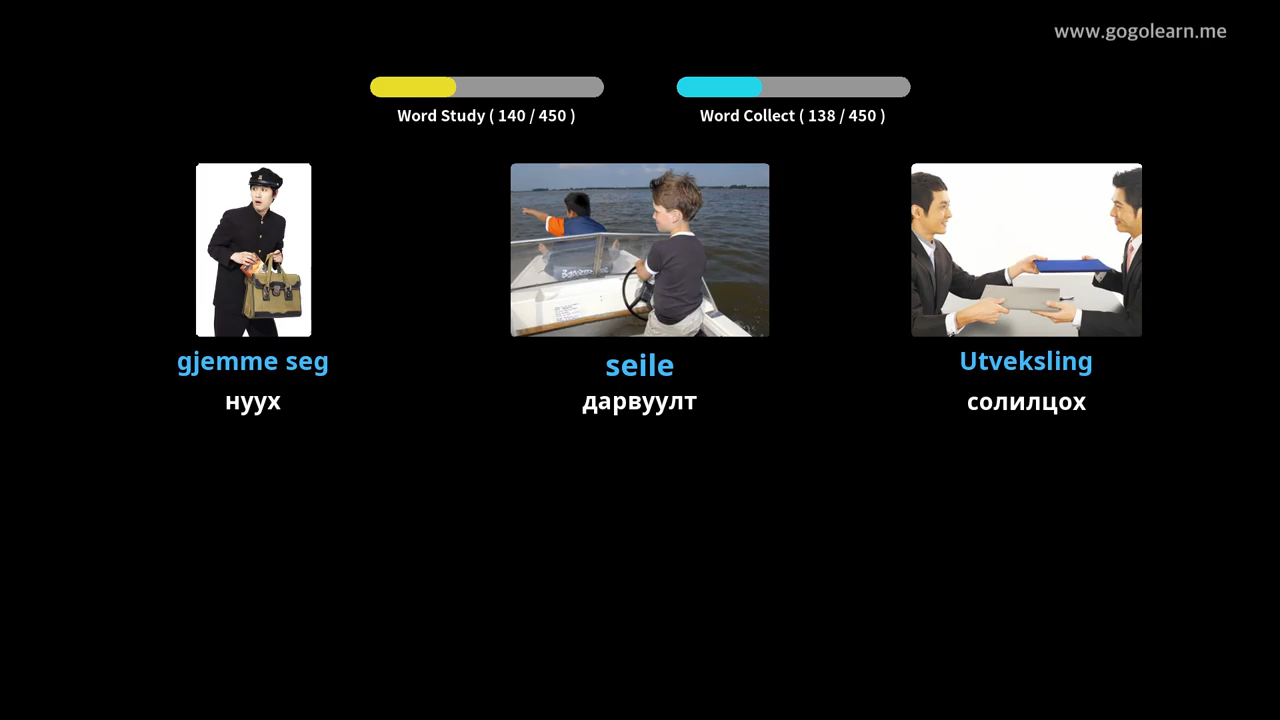 www.gogolearn.me
Word Study ( 140 / 450 )
Word Collect ( 138 / 450 )
gjemme seg
seile
Utveksling
нуух
дарвуулт
солилцох